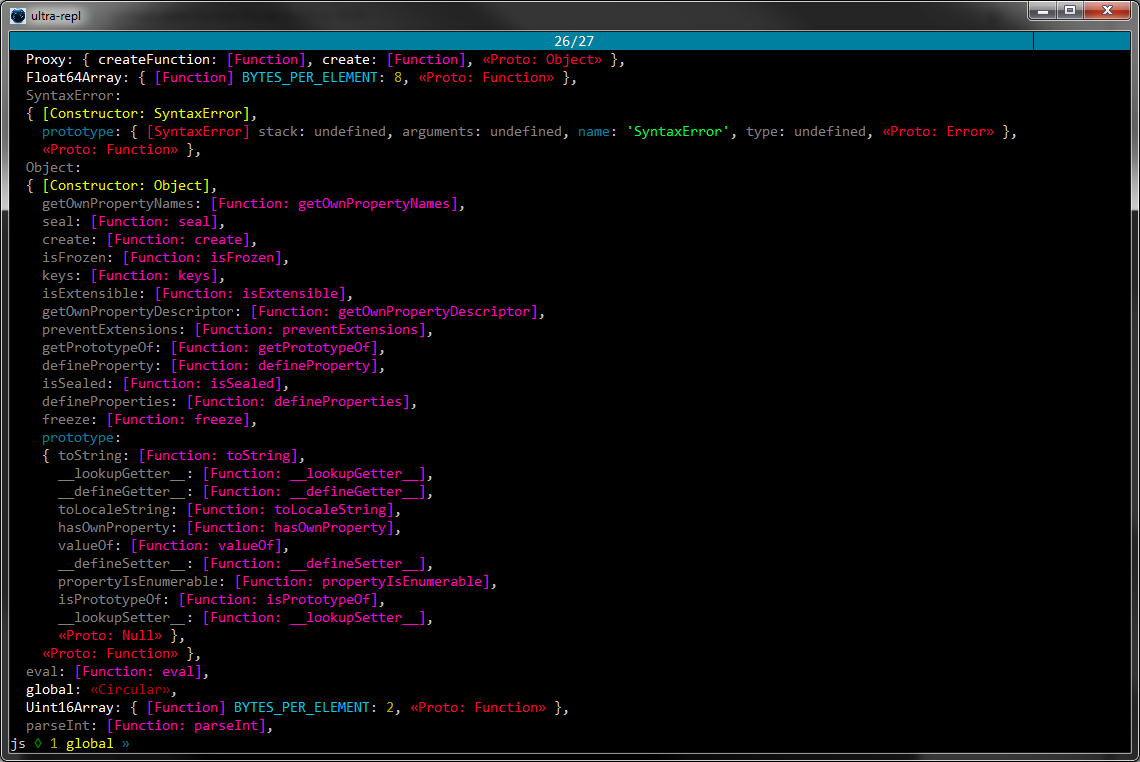 ultra-repl
26/27
Proxy: { createFunction: [Function], create: [Function], «Proto: Object» },
Float64Array: { [Function] BYTES_PER_ELEMENT: 8, «Proto: Function» },
SyntaxError:
{ [Constructor: SyntaxError],
prototype: { [SyntaxError] stack: undefined, arguments: undefined, name: 'SyntaxError', type: undefined, «Proto: Error» },
«Proto: Function» },
Object:
{ [Constructor: Object],
getOwnPropertyNames: [Function: getOwnPropertyNames],
seal: [Function: seal],
create: [Function: create],
isFrozen: [Function: isFrozen],
keys: [Function: keys],
isExtensible: [Function: isExtensible],
getOwnPropertyDescriptor: [Function: getOwnPropertyDescriptor],
preventExtensions: [Function: preventExtensions],
getPrototypeOf: [Function: getPrototypeOf],
defineProperty: [Function: defineProperty],
isSealed: [Function: isSealed],
defineProperties: [Function: defineProperties],
freeze: [Function: freeze],
prototype:
{ toString: [Function: toString],
__lookupGetter__: [Function: __lookupGetter__],
__defineGetter__: [Function: __defineGetter__],
toLocaleString: [Function: toLocaleString],
hasOwnProperty: [Function: hasOwnProperty],
valueOf: [Function: valueOf],
__defineSetter__: [Function: __defineSetter__],
propertyIsEnumerable: [Function: propertyIsEnumerable],
isPrototypeOf: [Function: isPrototypeOf],
__lookupSetter__: [Function: __lookupSetter__],
«Proto: Null» },
«Proto: Function» },
eval: [Function: eval],
global: «Circular»,
Uint16Array: { [Function] BYTES_PER_ELEMENT: 2, «Proto: Function» },
parseInt: [Function: parseInt],
js ◊ 1 global »